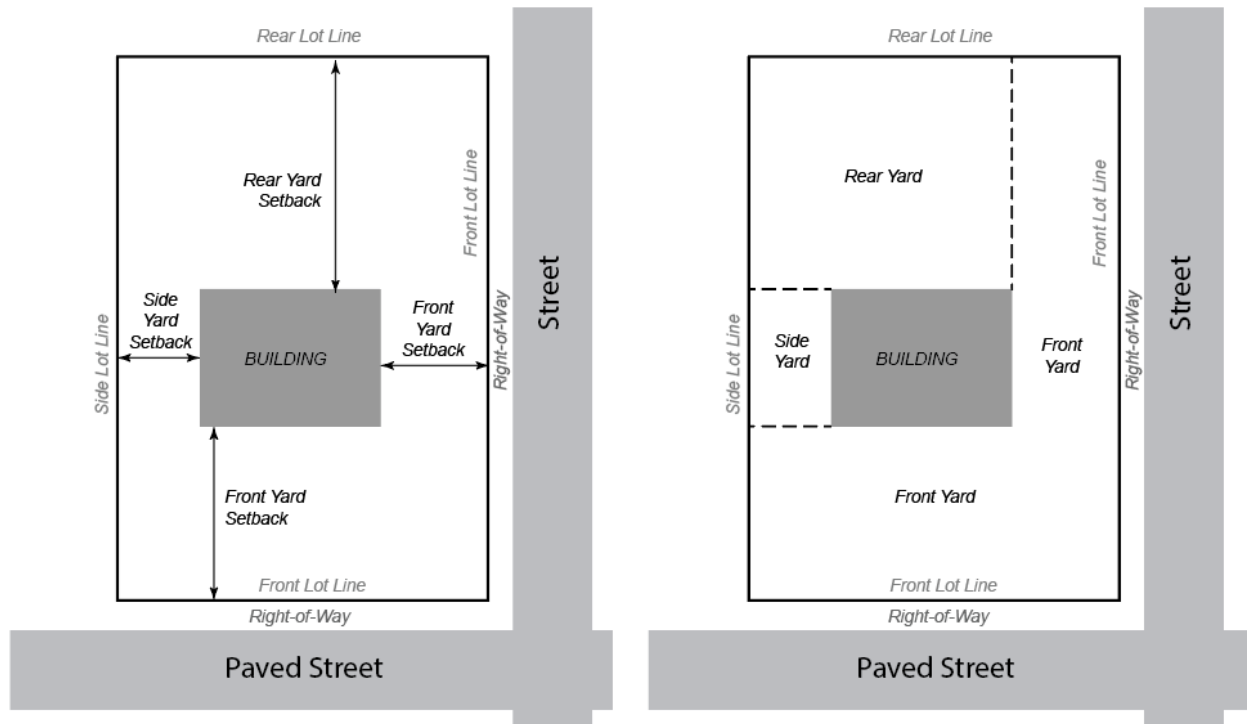 Rear Lot Line
Rear Yard
Setback
Front Lot Line
Street
Side
Yard
Setback
Side Lot Line
BUILDING
Front
Yard
Setback
Right-of-Way
Front Yard
Setback
Front Lot Line
Right-of-Way
Paved Street
Rear Lot Line
Rear Yard
Front Lot Line
Street
Side Lot Line
Side
Yard
BUILDING
Front
Yard
Right-of-Way
Front Yard
Front Lot Line
Right-of-Way
Paved Street